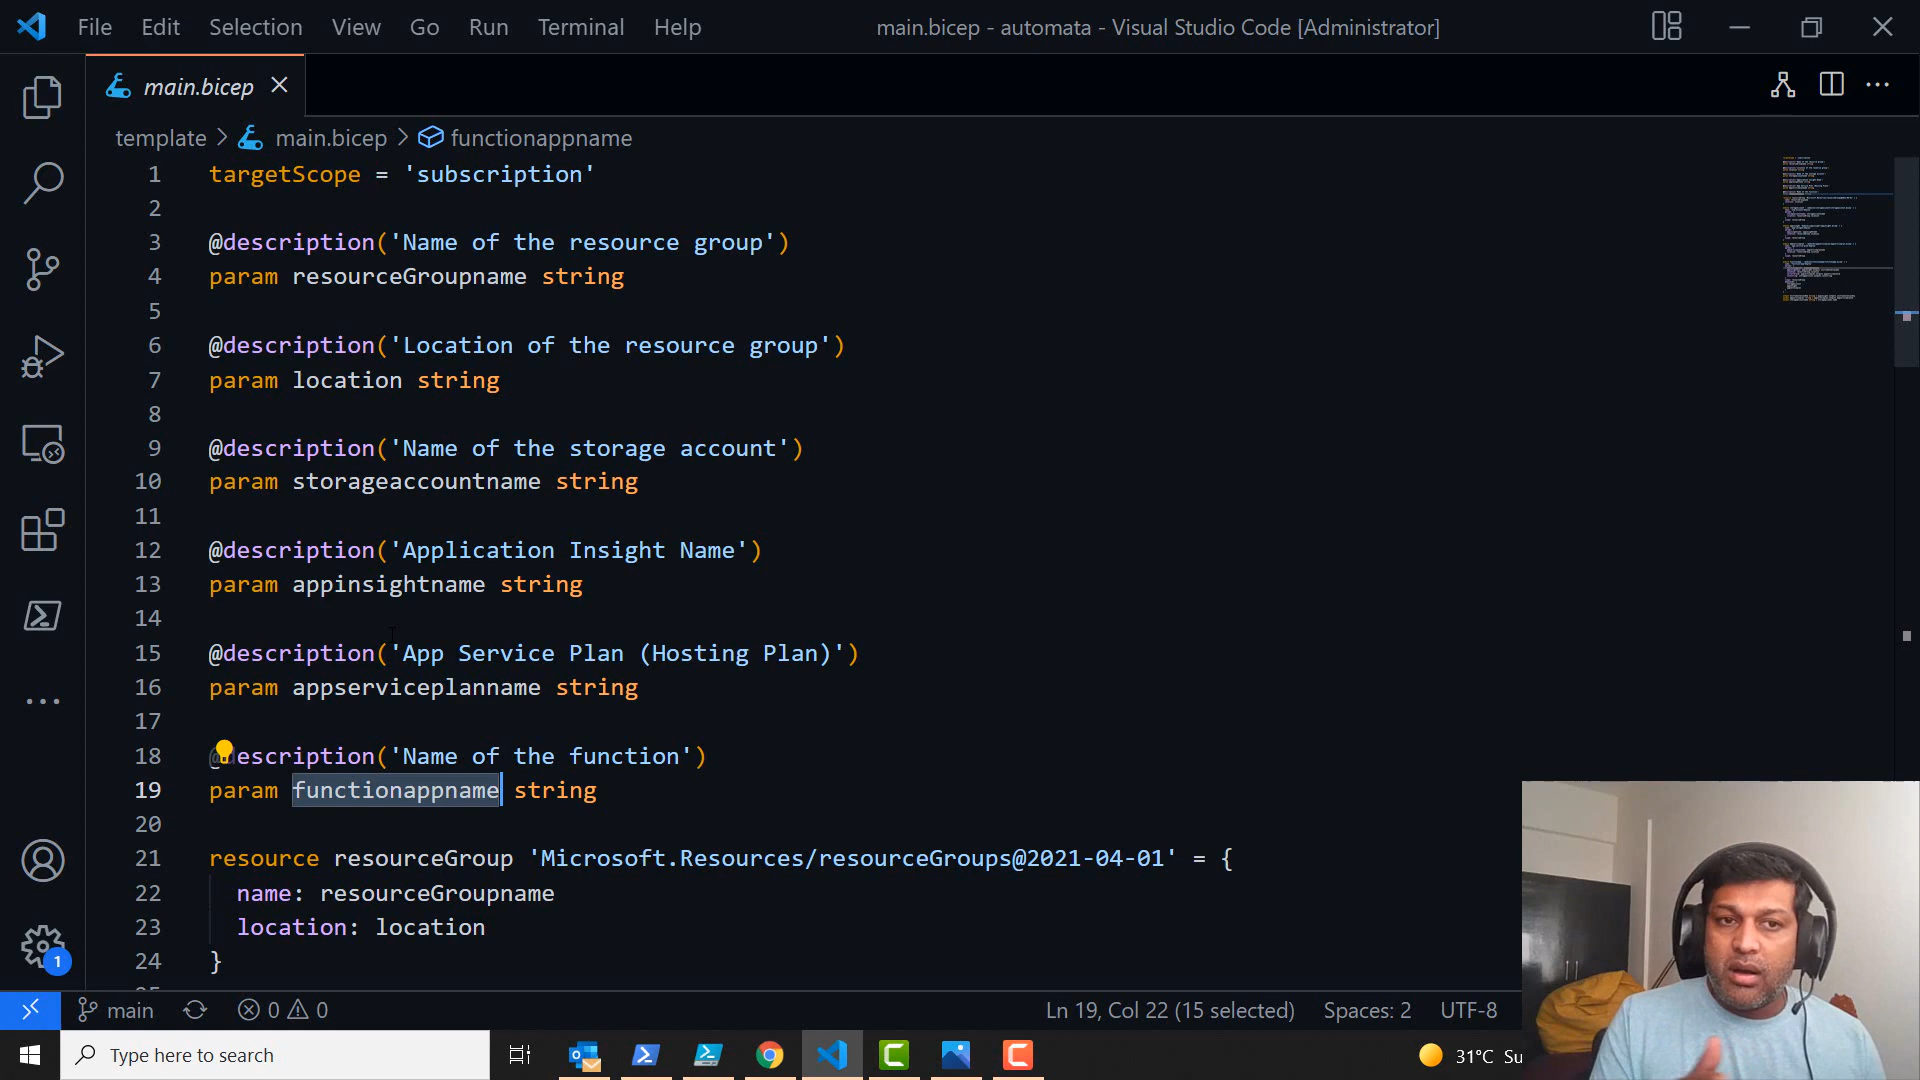 File Edit Selection View Go Run Terminal Help main.bicep - automata - Visual Studio Code [Administrator]
main.bicep
template > main.bicep > functionappname
1 targetScope = 'subscription'
2
3 @description('Name of the resource group')
4 param resourceGroupname string
5
6 @description('Location of the resource group')
7 param location string
8
9 @description('Name of the storage account')
10 param storageaccountname string
11
12 @description('Application Insight Name')
13 param appinsightname string
14
15 @description('App Service Plan (Hosting Plan)')
16 param appserviceplanname string
17
18 @description('Name of the function')
19 param functionappname string
20
21 resource resourceGroup 'Microsoft.Resources/resourceGroups@2021-04-01' = {
22 name: resourceGroupname
23 location: location
24 }
1
main 0 0 Ln 19, Col 22 (15 selected) Spaces: 2 UTF-8
Type here to search 31°C Su